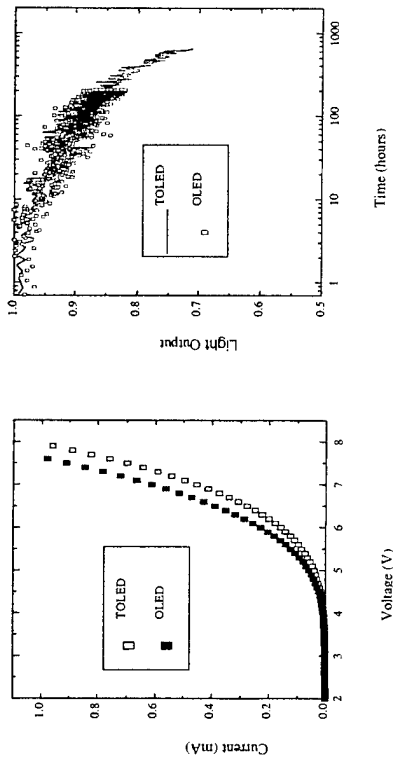 1.0
0.9
0.8
0.7
0.6
0.5
Light Output
1
10
100
1000
Time (hours)
TOLED
OLED
1.0
0.8
0.6
0.4
0.2
0.0
Current (mA)
2
3
4
5
6
7
8
Voltage (V)
TOLED
OLED